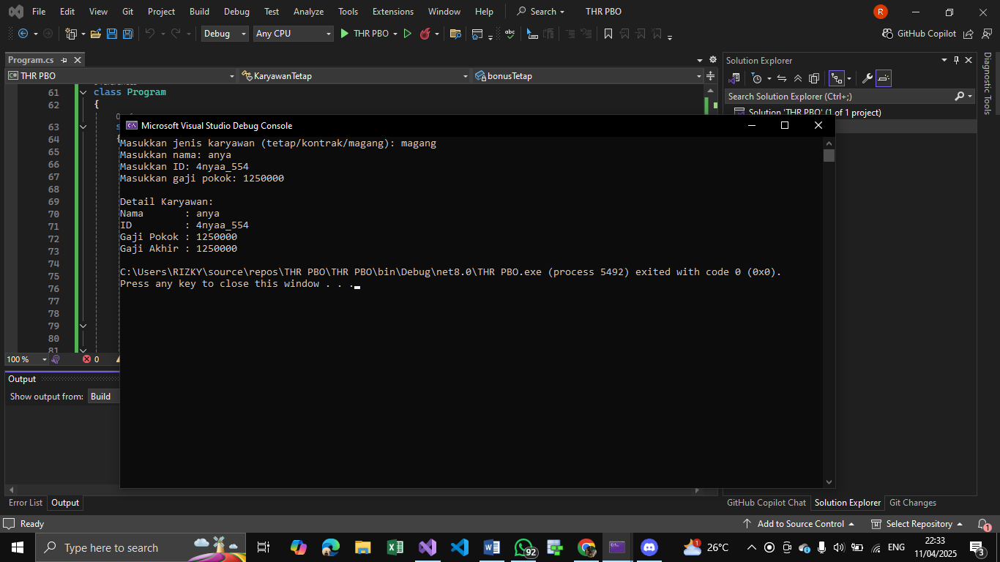 File Edit View Git Project Build Debug Test Analyze Tools Extensions Window Help Search THR PBO R
Debug Any CPU THR PBO GitHub Copilot
Program.cs
THR PBO KaryawanTetap bonusTetap
61 class Program
62 {
63
64
65
66
67
68
69
70
71
72
73
74
75
76
77
78
79
80
81
Microsoft Visual Studio Debug Console
Masukkan jenis karyawan (tetap/kontrak/magang): magang
Masukkan nama: anya
Masukkan ID: 4nyaa_554
Masukkan gaji pokok: 1250000
Detail Karyawan:
Nama : anya
ID : 4nyaa_554
Gaji Pokok : 1250000
Gaji Akhir : 1250000
C:\Users\RIZKY\source\repos\THR PBO\THR PBO\bin\Debug\net8.0\THR PBO.exe (process 5492) exited with code 0 (0x0).
Press any key to close this window . . .
Solution Explorer
Search Solution Explorer (Ctrl+;)
Solution 'THR PBO' (1 of 1 project)
Diagnostic Tools
100 % 0
Output
Show output from: Build
Error List Output
GitHub Copilot Chat Solution Explorer Git Changes
Ready Add to Source Control Select Repository 1
Type here to search 92 1 26°C ENG 22:33
11/04/2025 3